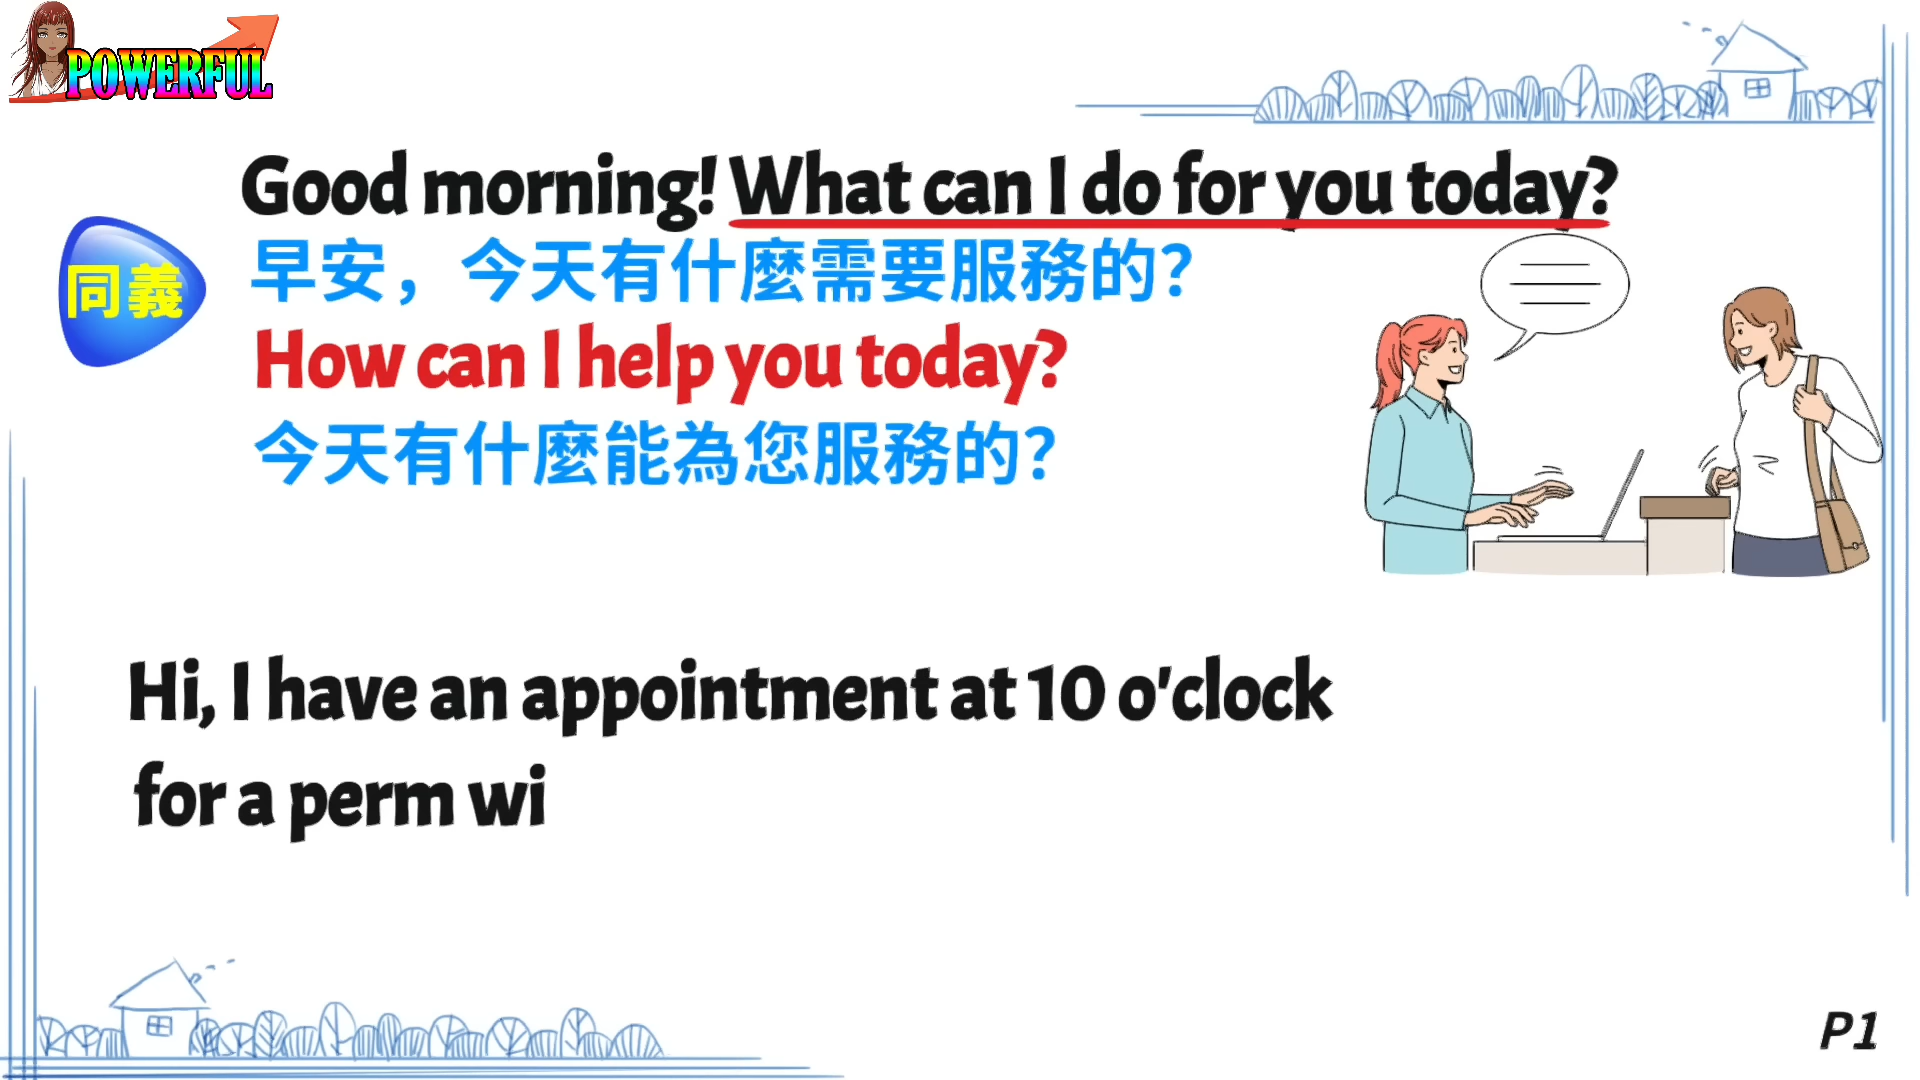 POWERFUL
Good morning! What can I do for you today?
早安，今天有什麼需要服務的?
同義
How can I help you today?
今天有什麼能為您服務的?
Hi, I have an appointment at 10 o'clock
for a perm wi
P1